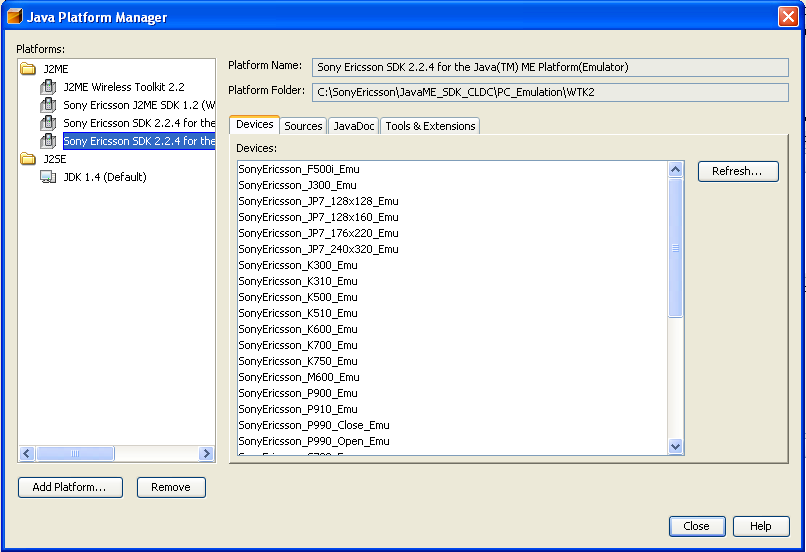 Java Platform Manager
Platforms:
J2ME
J2ME Wireless Toolkit 2.2
Sony Ericsson J2ME SDK 1.2 (W
Sony Ericsson SDK 2.2.4 for the
Sony Ericsson SDK 2.2.4 for the
J2SE
JDK 1.4 (Default)
Add Platform...
Remove
Platform Name: Sony Ericsson SDK 2.2.4 for the Java(TM) ME Platform(Emulator)
Platform Folder: C:\SonyEricsson\JavaME_SDK_CLDC\PC_Emulation\WTK2
Devices Sources JavaDoc Tools & Extensions
Devices:
SonyEricsson_F500i_Emu
SonyEricsson_J300_Emu
SonyEricsson_JP7_128x128_Emu
SonyEricsson_JP7_128x160_Emu
SonyEricsson_JP7_176x220_Emu
SonyEricsson_JP7_240x320_Emu
SonyEricsson_K300_Emu
SonyEricsson_K310_Emu
SonyEricsson_K500_Emu
SonyEricsson_K510_Emu
SonyEricsson_K600_Emu
SonyEricsson_K700_Emu
SonyEricsson_K750_Emu
SonyEricsson_M600_Emu
SonyEricsson_P900_Emu
SonyEricsson_P910_Emu
SonyEricsson_P990_Close_Emu
SonyEricsson_P990_Open_Emu
Refresh...
Close
Help